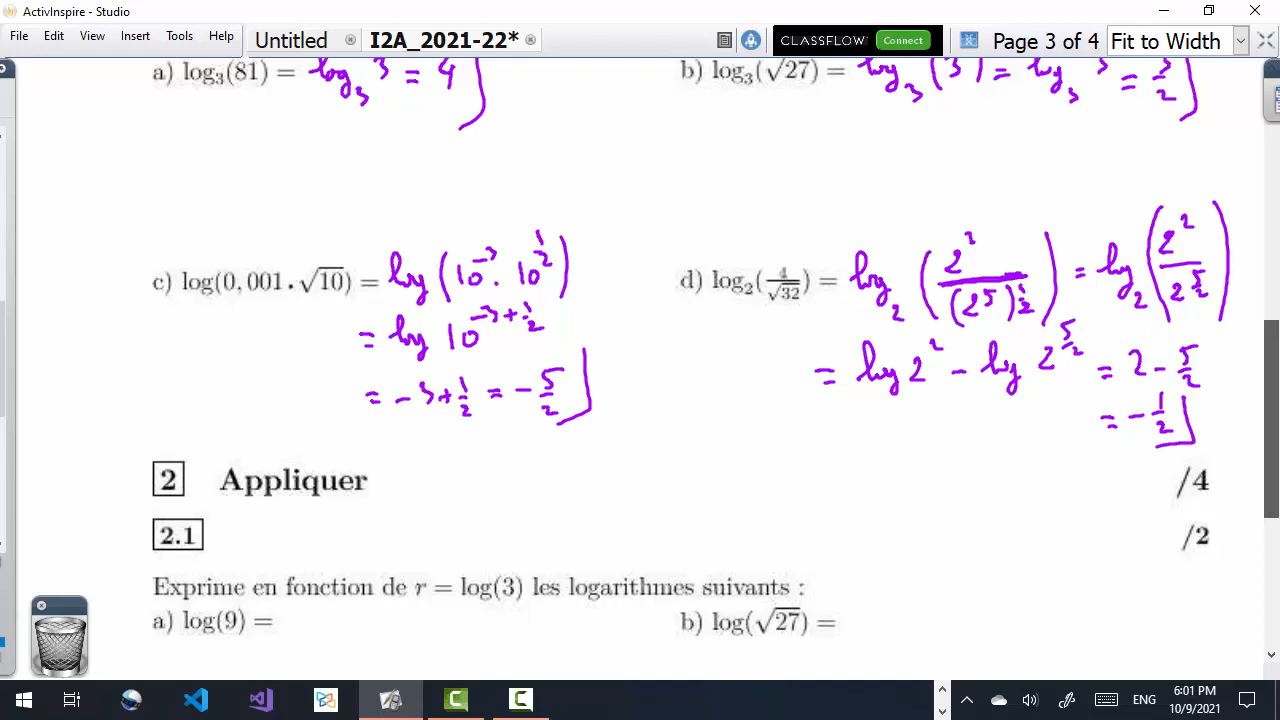 ActivInspire - Studio
File Edit View Insert Tools Help
Untitled
I2A_2021-22*
CLASSFLOW Connect
Page 3 of 4
Fit to Width
a) log₃(81) = log₃ 3 = 4
b) log₃(√27) = log₃ (3 ) = log₃ = 3/2
c) log(0,001 . √10) = log (10⁻³ . 10^(1/2))
= log 10^(-3+1/2)
= -3+1/2 = -5/2
d) log₂(4/√32) = log₂ (2²/(2⁵)^(1/2)) = log₂ (2²/2^(5/2))
= log 2² - log 2^(5/2) = 2 - 5/2
= -1/2
2 Appliquer /4
2.1 /2
Exprime en fonction de r = log(3) les logarithmes suivants :
a) log(9) =
b) log(√27) =
ENG
6:01 PM
10/9/2021